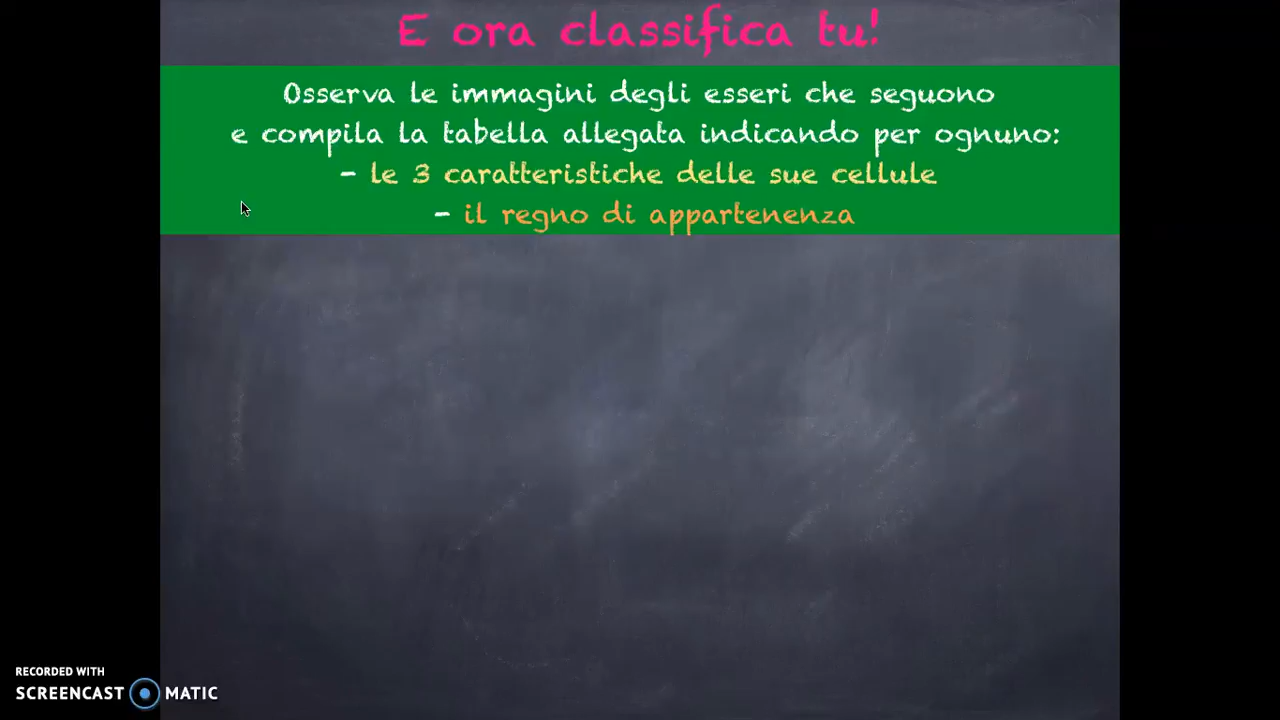 E ora classifica tu!
Osserva le immagini degli esseri che seguono
e compila la tabella allegata indicando per ognuno:
- le 3 caratteristiche delle sue cellule
- il regno di appartenenza
RECORDED WITH
SCREENCAST MATIC